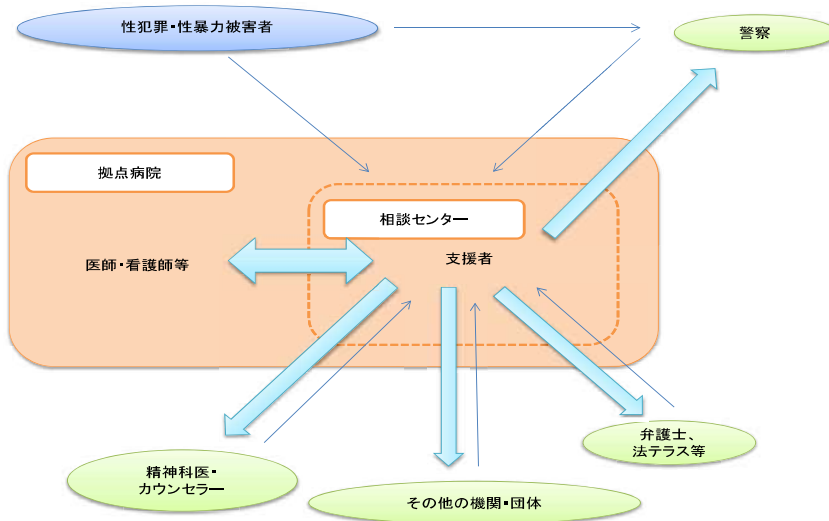 性犯罪・性暴力被害者
警察
拠点病院
相談センター
医師・看護師等
支援者
弁護士、
法テラス等
精神科医・
カウンセラー
その他の機関・団体